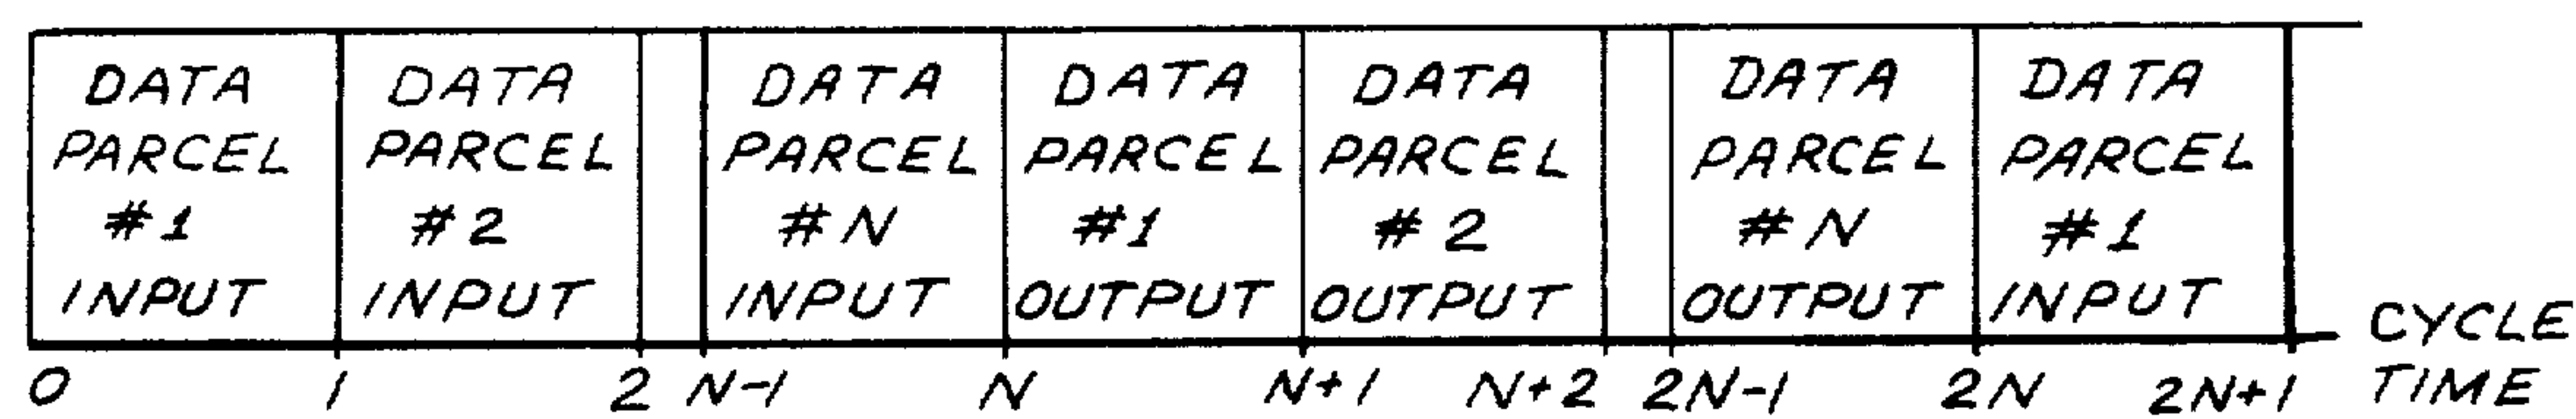 DATA PARCEL #1 INPUT
DATA PARCEL #2 INPUT
DATA PARCEL #N INPUT
DATA PARCEL #1 OUTPUT
DATA PARCEL #2 OUTPUT
DATA PARCEL #N OUTPUT
DATA PARCEL #1 INPUT
0 1 2 N-1 N N+1 N+2 2N-1 2N 2N+1
CYCLE
TIME